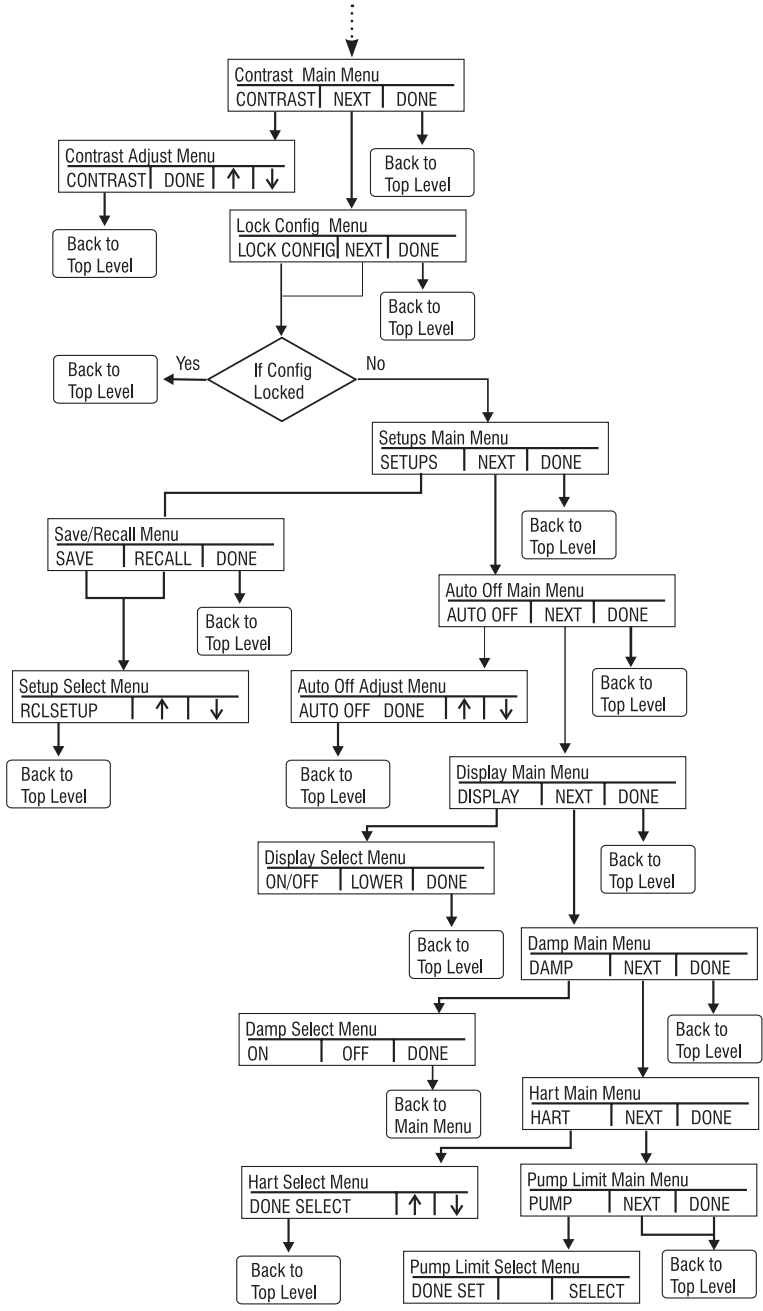 Contrast Main Menu
CONTRAST NEXT DONE
Contrast Adjust Menu
CONTRAST DONE ↑ ↓
Back to
Top Level
Back to
Top Level
Lock Config Menu
LOCK CONFIG NEXT DONE
Back to
Top Level
If Config
Locked
Yes
No
Back to
Top Level
Setups Main Menu
SETUPS NEXT DONE
Back to
Top Level
Save/Recall Menu
SAVE RECALL DONE
Back to
Top Level
Auto Off Main Menu
AUTO OFF NEXT DONE
Back to
Top Level
Setup Select Menu
RCLSETUP ↑ ↓
Back to
Top Level
Auto Off Adjust Menu
AUTO OFF DONE ↑ ↓
Back to
Top Level
Display Main Menu
DISPLAY NEXT DONE
Back to
Top Level
Display Select Menu
ON/OFF LOWER DONE
Back to
Top Level
Damp Main Menu
DAMP NEXT DONE
Back to
Top Level
Damp Select Menu
ON OFF DONE
Back to
Main Menu
Hart Main Menu
HART NEXT DONE
Hart Select Menu
DONE SELECT ↑ ↓
Back to
Top Level
Pump Limit Main Menu
PUMP NEXT DONE
Back to
Top Level
Pump Limit Select Menu
DONE SET SELECT